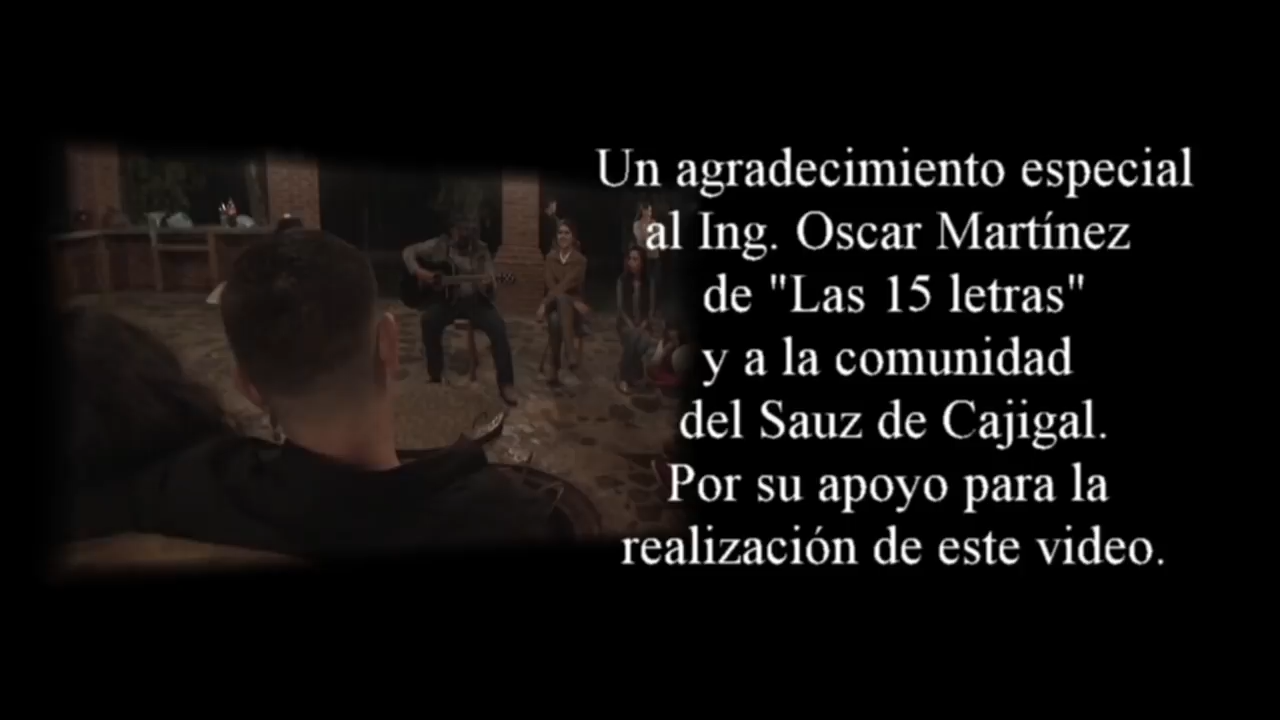 Un agradecimiento especial
al Ing. Oscar Martínez
de "Las 15 letras"
y a la comunidad
del Sauz de Cajigal.
Por su apoyo para la
realización de este video.